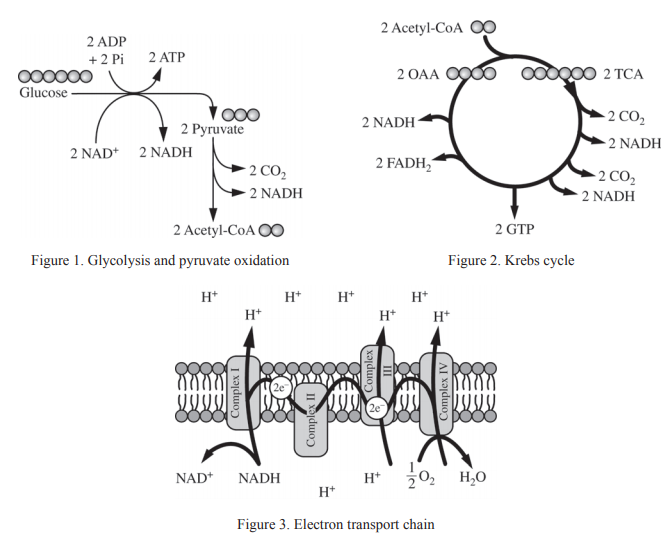 2 ADP
+ 2 Pi
2 ATP
Glucose
2 Pyruvate
2 NAD⁺
2 NADH
2 CO₂
2 NADH
2 Acetyl-CoA
Figure 1. Glycolysis and pyruvate oxidation
2 Acetyl-CoA
2 OAA
2 TCA
2 NADH
2 CO₂
2 NADH
2 FADH₂
2 CO₂
2 NADH
2 GTP
Figure 2. Krebs cycle
H⁺
H⁺
H⁺
H⁺
H⁺
H⁺
H⁺
Complex I
2e⁻
Complex II
Complex III
2e⁻
Complex IV
NAD⁺
NADH
H⁺
H⁺
1/2 O₂
H₂O
Figure 3. Electron transport chain